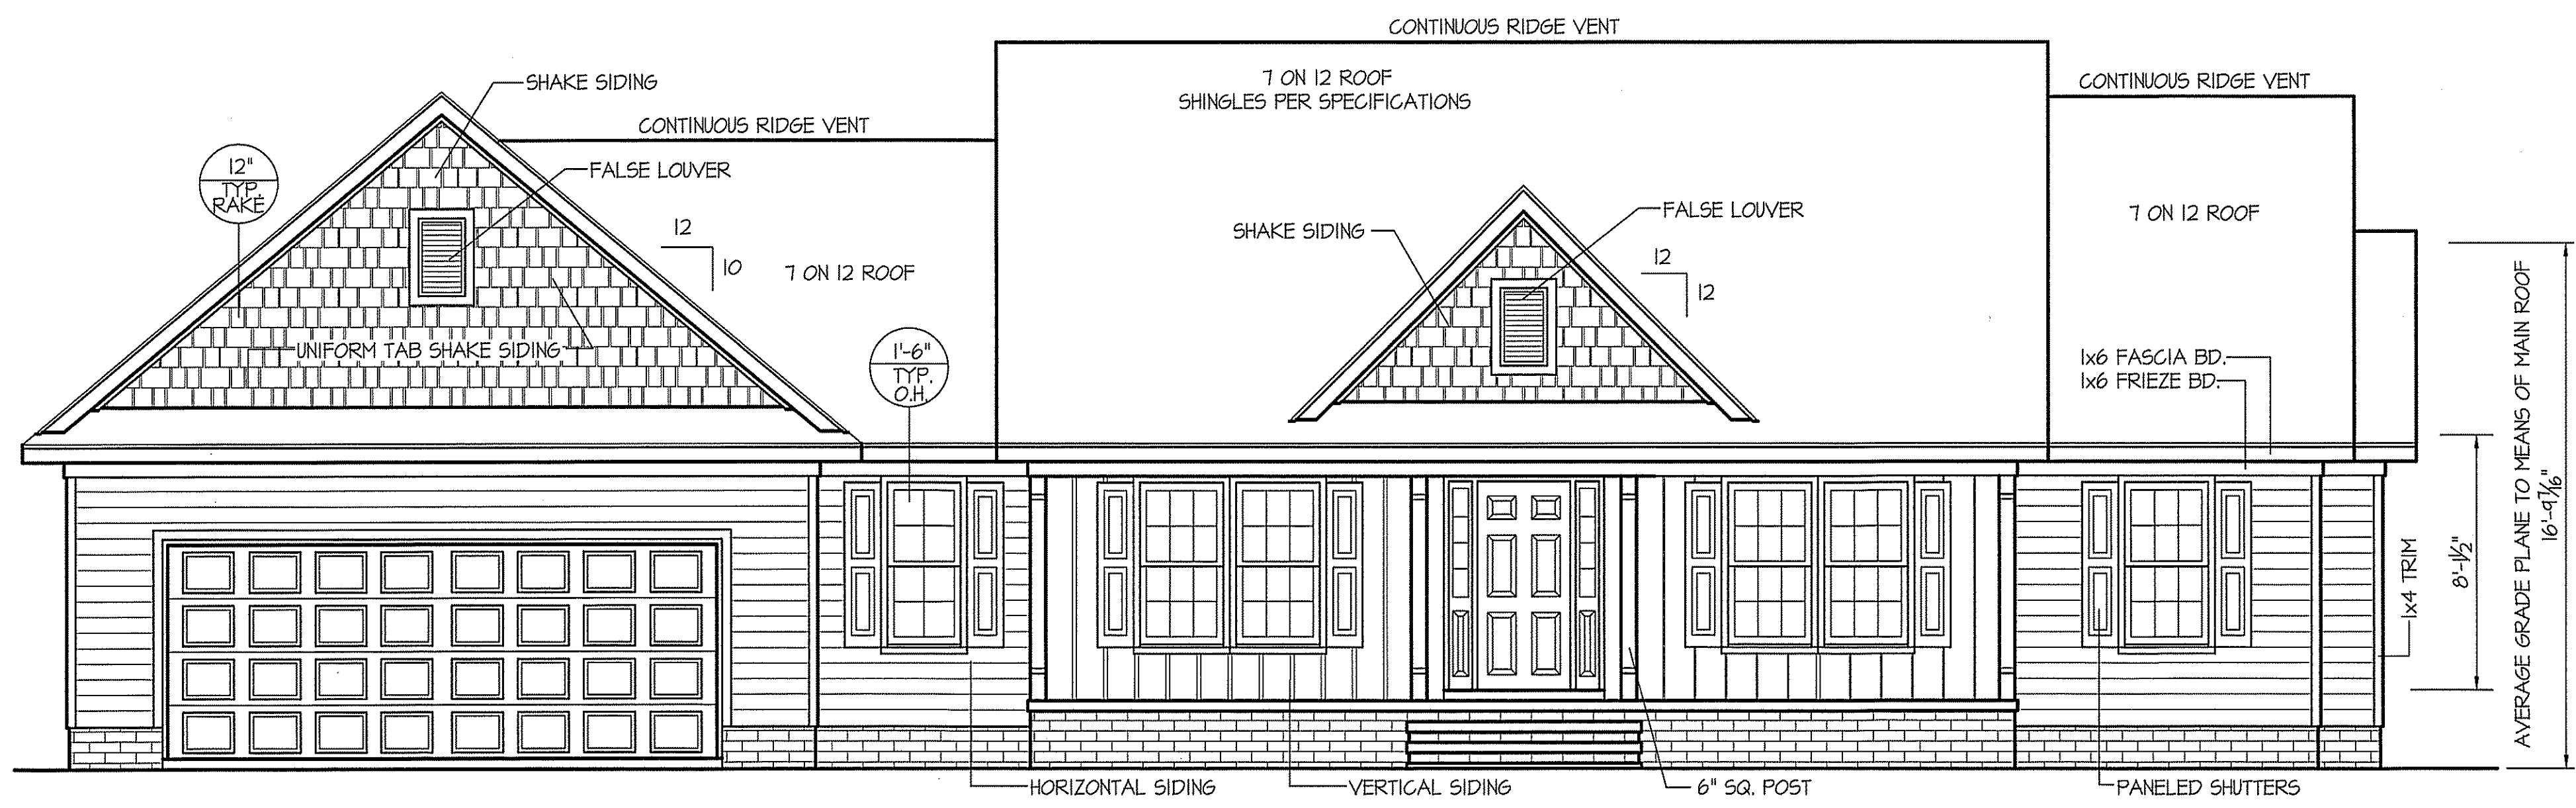 CONTINUOUS RIDGE VENT
7 ON 12 ROOF
SHINGLES PER SPECIFICATIONS
CONTINUOUS RIDGE VENT
SHAKE SIDING
CONTINUOUS RIDGE VENT
12"
TYP.
RAKE
FALSE LOUVER
12
10
7 ON 12 ROOF
SHAKE SIDING
FALSE LOUVER
12
12
7 ON 12 ROOF
UNIFORM TAB SHAKE SIDING
1'-6"
TYP.
O.H.
1x6 FASCIA BD.
1x6 FRIEZE BD.
1x4 TRIM
8'-1½"
AVERAGE GRADE PLANE TO MEANS OF MAIN ROOF
16'-9 7/16"
HORIZONTAL SIDING
VERTICAL SIDING
6" SQ. POST
PANELED SHUTTERS